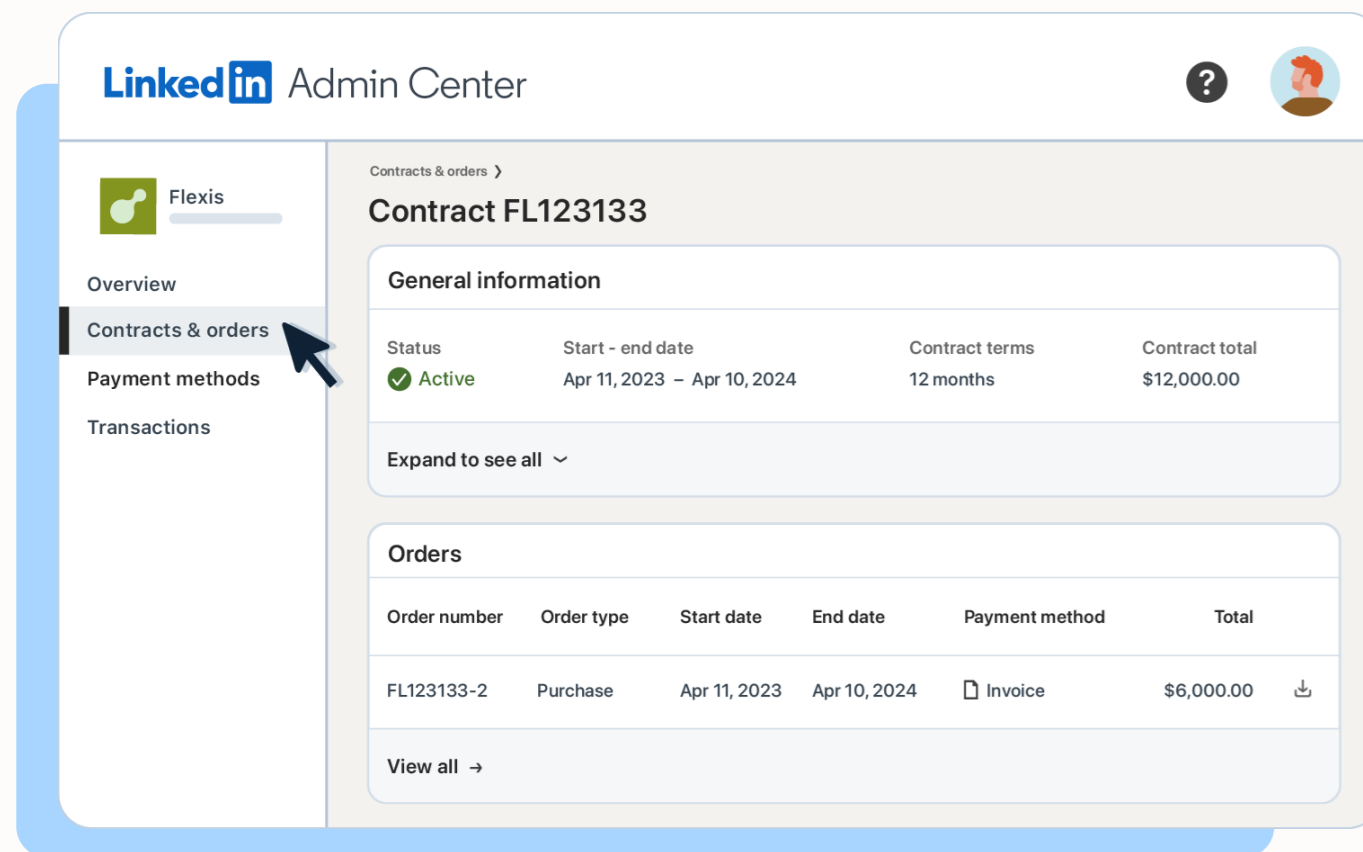 LinkedIn Admin Center
?
Flexis
Overview
Contracts & orders
Payment methods
Transactions
Contracts & orders ❯
Contract FL123133
General information
Status Start - end date Contract terms Contract total
Active Apr 11, 2023 – Apr 10, 2024 12 months $12,000.00
Expand to see all
Orders
Order number Order type Start date End date Payment method Total
FL123133-2 Purchase Apr 11, 2023 Apr 10, 2024 Invoice $6,000.00
View all →